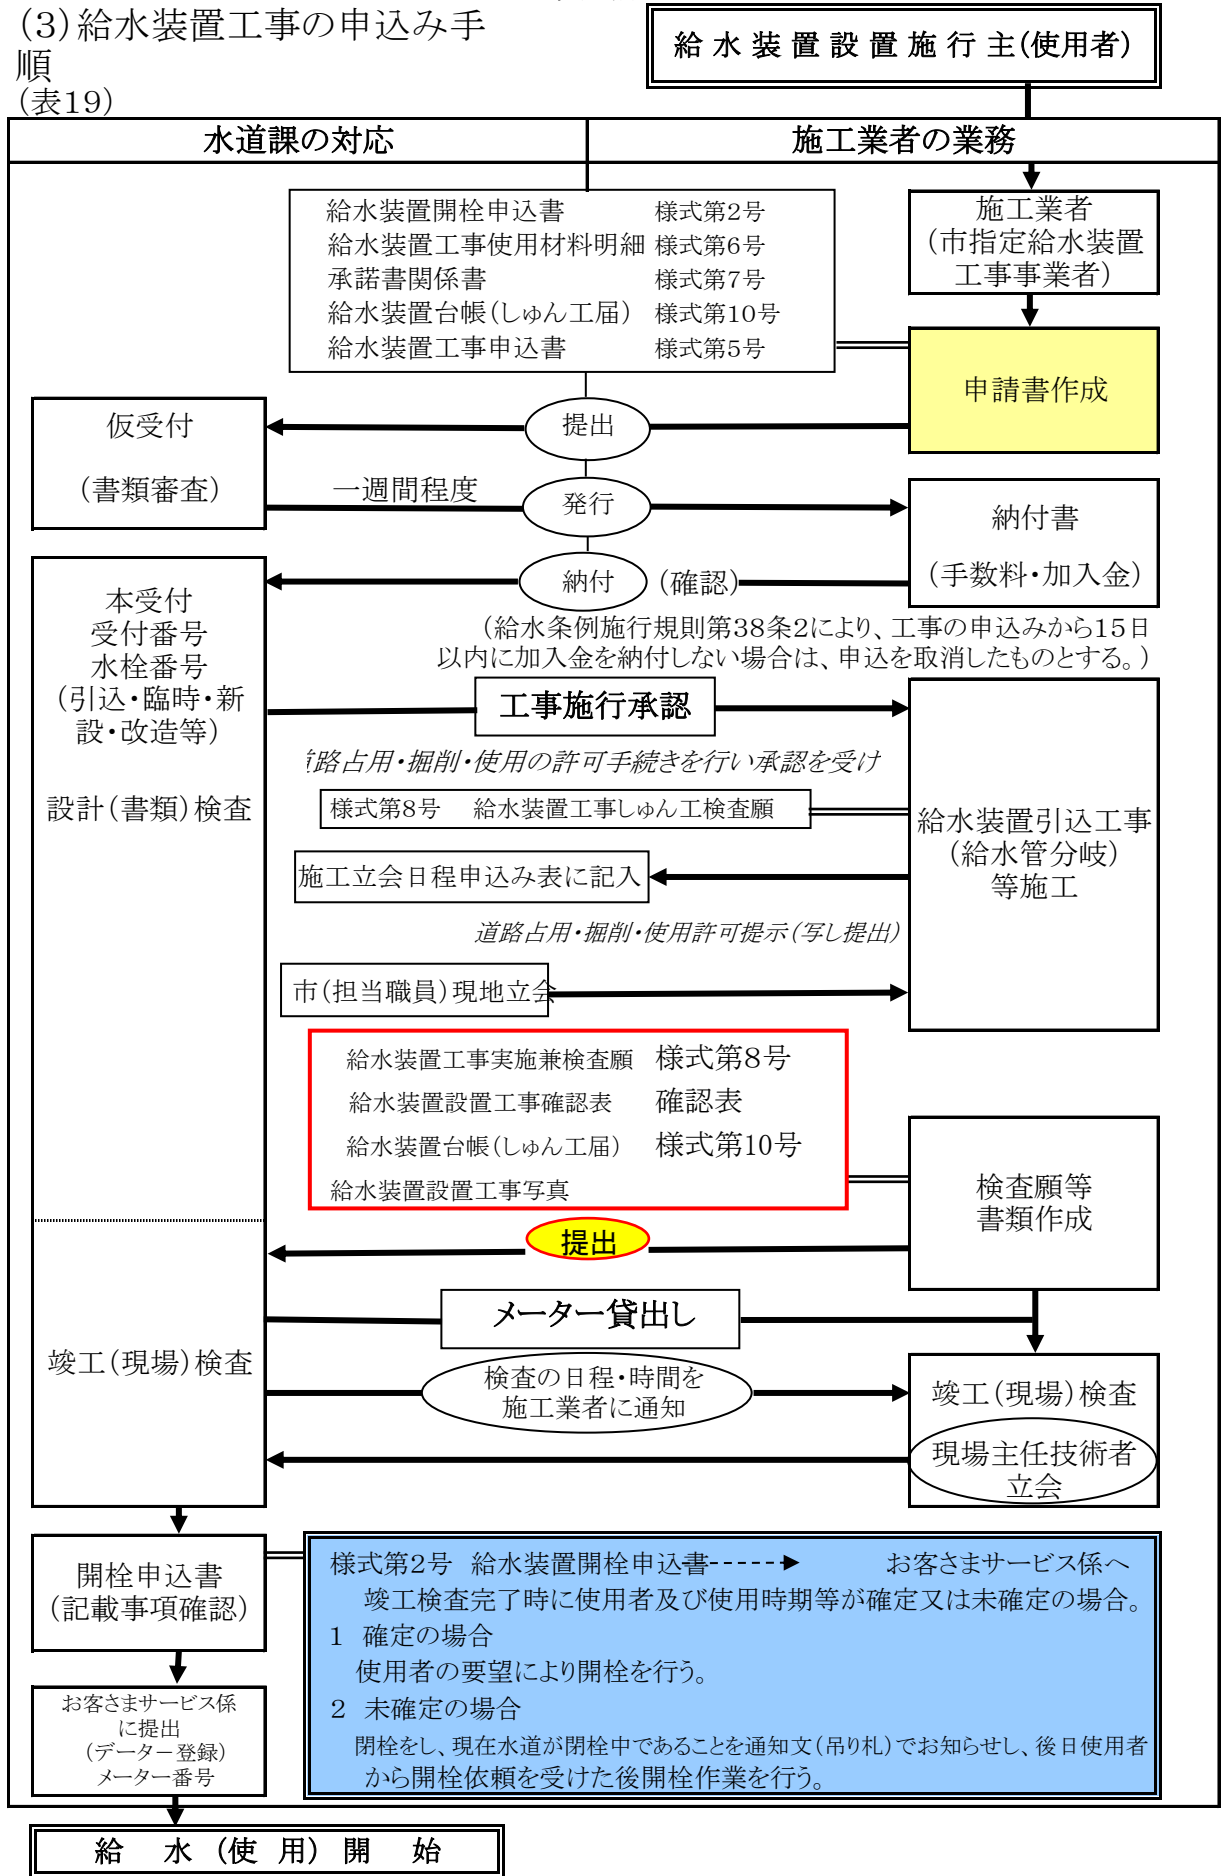 (3)給水装置工事の申込み手
順
(表19)
給水装置設置施行主(使用者)
水道課の対応
施工業者の業務
給水装置開栓申込書 様式第2号
給水装置工事使用材料明細 様式第6号
承諾書関係書 様式第7号
給水装置台帳(しゅん工届) 様式第10号
給水装置工事申込書 様式第5号
施工業者
(市指定給水装置
工事事業者)
申請書作成
仮受付
(書類審査)
提出
一週間程度
発行
納付書
(手数料・加入金)
納付
(確認)
(給水条例施行規則第38条2により、工事の申込みから15日
以内に加入金を納付しない場合は、申込を取消したものとする。)
本受付
受付番号
水栓番号
(引込・臨時・新
設・改造等)
設計(書類)検査
工事施行承認
路占用・掘削・使用の許可手続きを行い承認を受け
様式第8号 給水装置工事しゅん工検査願
施工立会日程申込み表に記入
道路占用・掘削・使用許可提示(写し提出)
市(担当職員)現地立会
給水装置引込工事
(給水管分岐)
等施工
給水装置工事実施兼検査願 様式第8号
給水装置設置工事確認表 確認表
給水装置台帳(しゅん工届) 様式第10号
給水装置設置工事写真
検査願等
書類作成
提出
メーター貸出し
竣工(現場)検査
検査の日程・時間を
施工業者に通知
竣工(現場)検査
現場主任技術者
立会
開栓申込書
(記載事項確認)
様式第2号 給水装置開栓申込書 お客さまサービス係へ
竣工検査完了時に使用者及び使用時期等が確定又は未確定の場合。
1 確定の場合
使用者の要望により開栓を行う。
2 未確定の場合
閉栓をし、現在水道が閉栓中であることを通知文(吊り札)でお知らせし、後日使用者
から開栓依頼を受けた後開栓作業を行う。
お客さまサービス係
に提出
(データー登録)
メーター番号
給 水 (使 用) 開 始